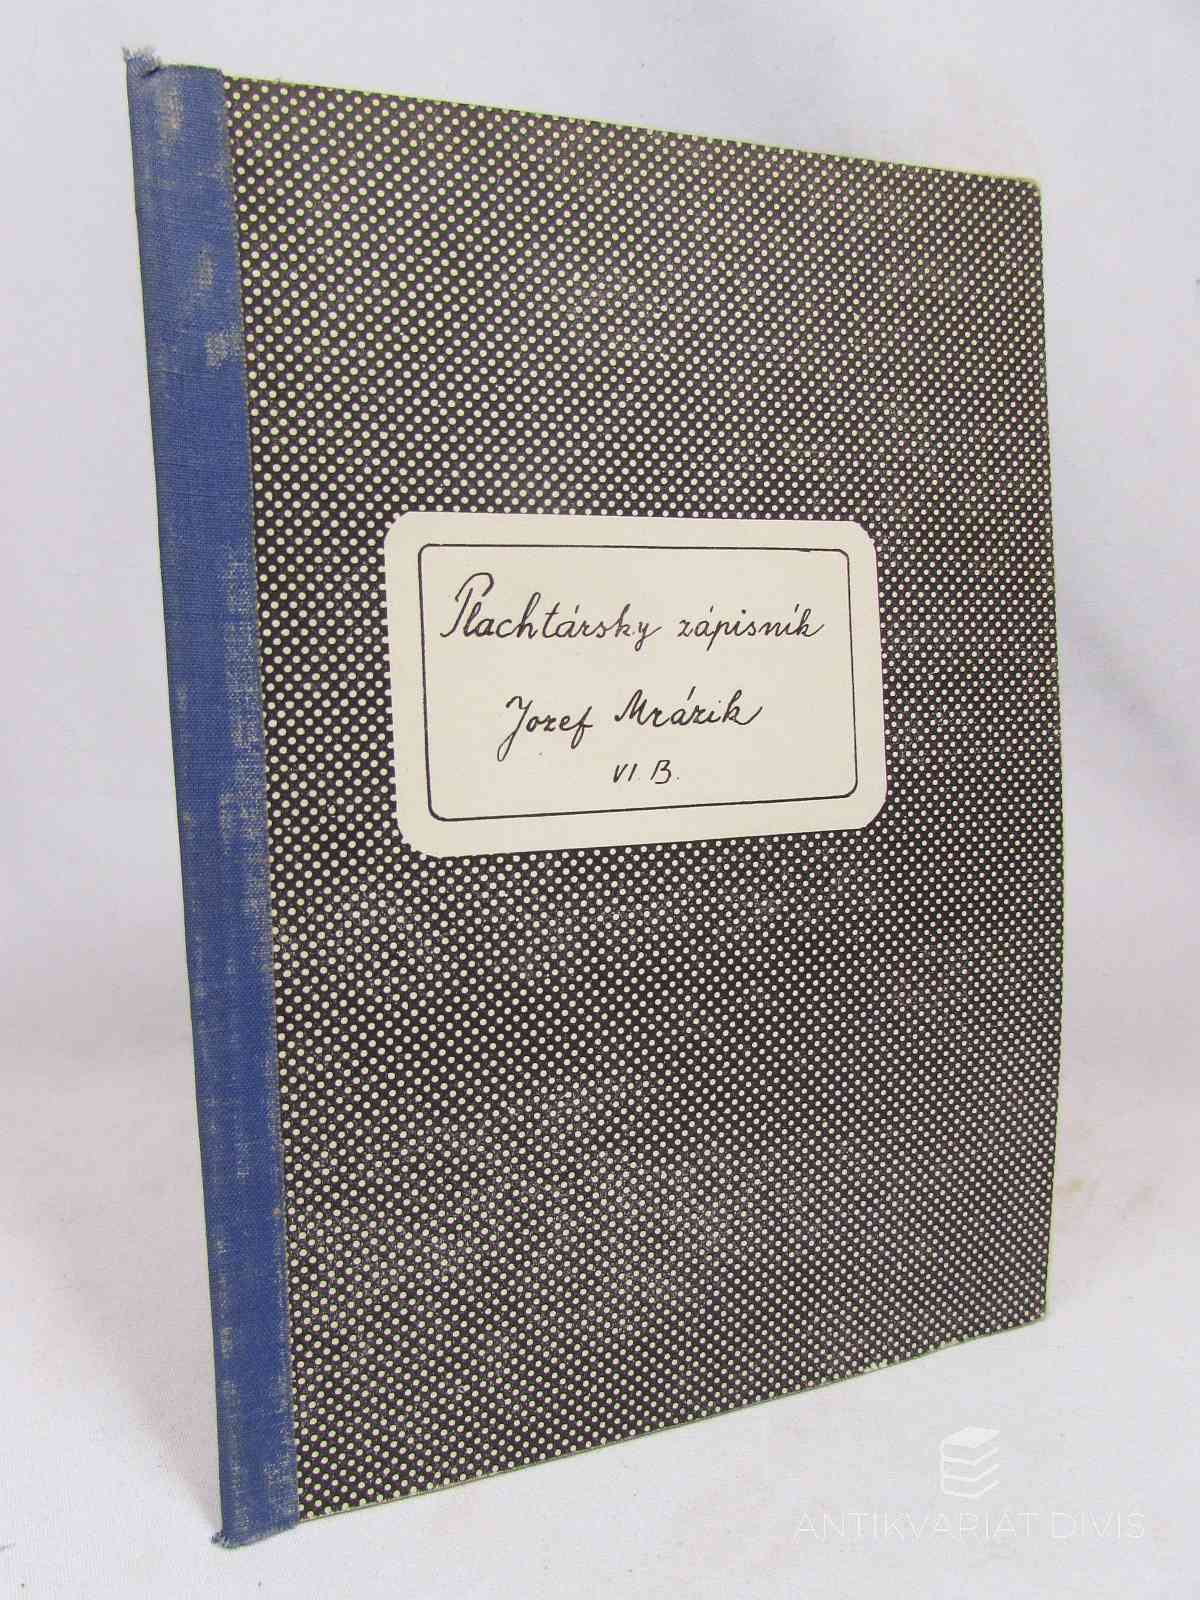 Plachtársky zápisník
Jozef Mrázik
VI. B.
ANTIKVARIÁT DIVIŠ